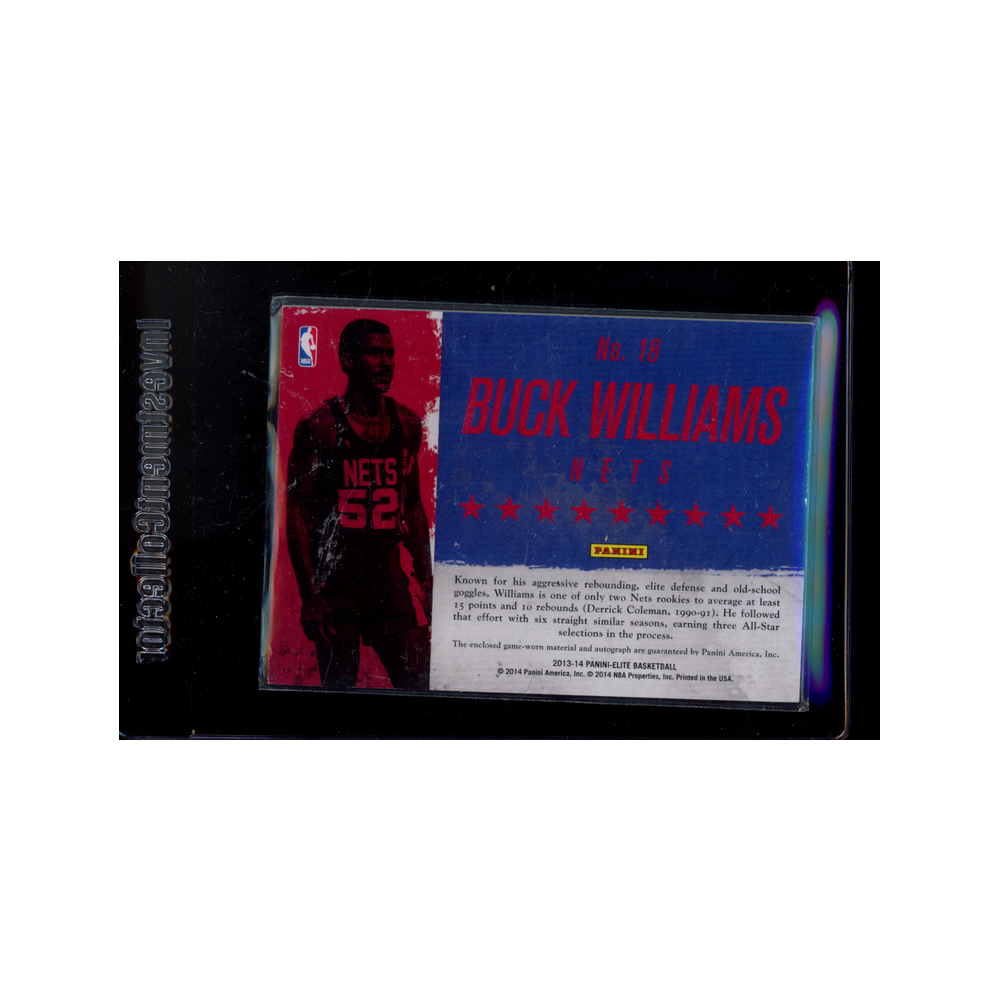 InvestmentCollector
NBA
NETS
52
No. 18
BUCK WILLIAMS
NETS
PANINI
Known for his aggressive rebounding, elite defense and old-school
goggles, Williams is one of only two Nets rookies to average at least
15 points and 10 rebounds (Derrick Coleman, 1990-91). He followed
that effort with six straight similar seasons, earning three All-Star
selections in the process.
The enclosed game-worn material and autograph are guaranteed by Panini America, Inc.
2013-14 PANINI-ELITE BASKETBALL
© 2014 Panini America, Inc. © 2014 NBA Properties, Inc. Printed in the USA.